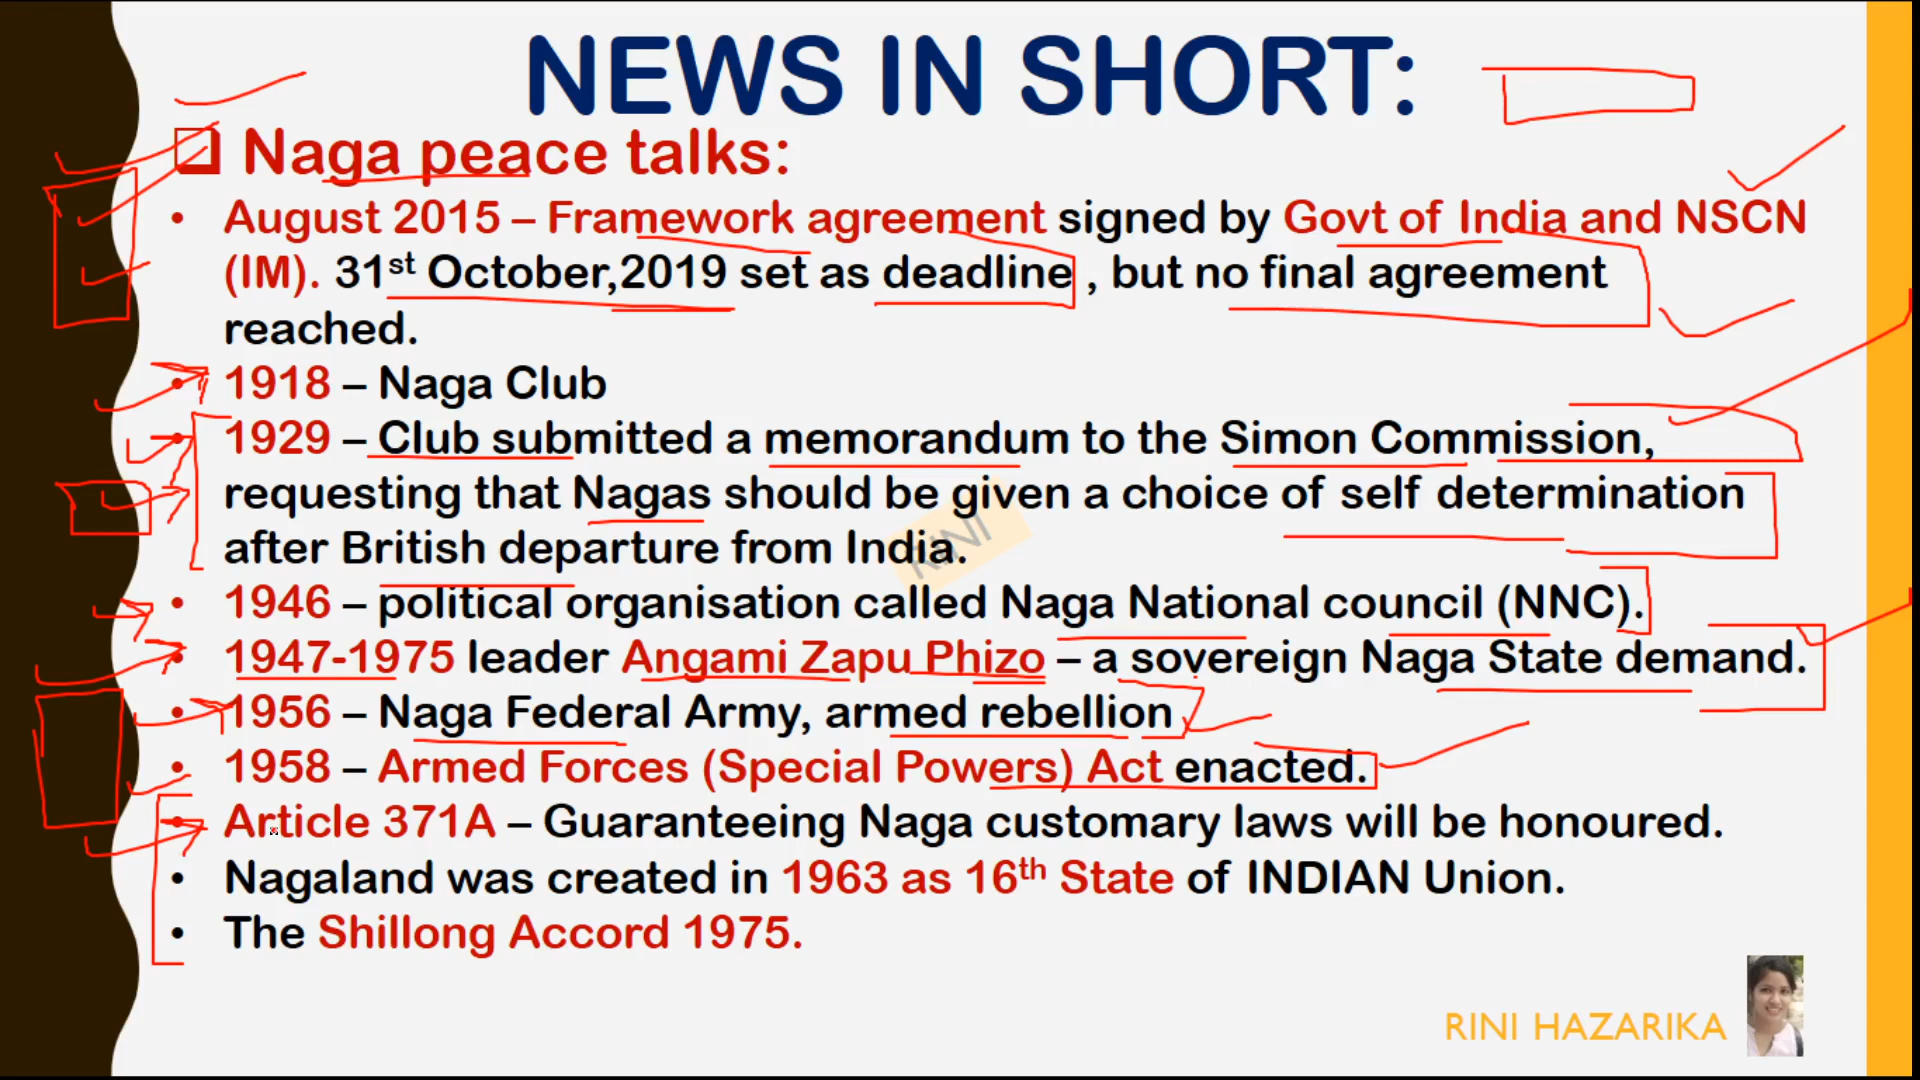 NEWS IN SHORT:
Naga peace talks:
• August 2015 – Framework agreement signed by Govt of India and NSCN
(IM). 31st October,2019 set as deadline , but no final agreement
reached.
• 1918 – Naga Club
• 1929 – Club submitted a memorandum to the Simon Commission,
requesting that Nagas should be given a choice of self determination
after British departure from India.
• 1946 – political organisation called Naga National council (NNC).
• 1947-1975 leader Angami Zapu Phizo – a sovereign Naga State demand.
• 1956 – Naga Federal Army, armed rebellion
• 1958 – Armed Forces (Special Powers) Act enacted.
• Article 371A – Guaranteeing Naga customary laws will be honoured.
• Nagaland was created in 1963 as 16th State of INDIAN Union.
• The Shillong Accord 1975.
RINI
RINI HAZARIKA